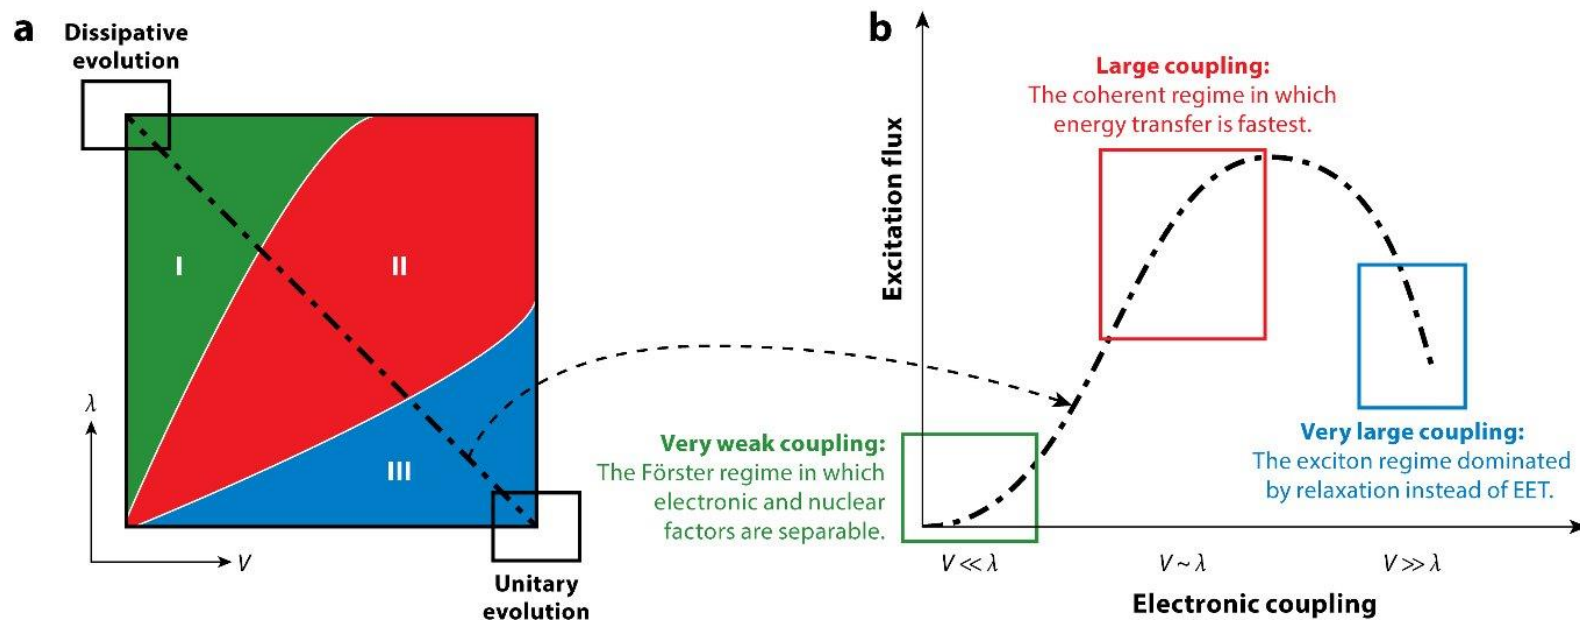 a
Dissipative
evolution
I
II
III
λ
V
Unitary
evolution
b
Excitation flux
Large coupling:
The coherent regime in which
energy transfer is fastest.
Very weak coupling:
The Förster regime in which
electronic and nuclear
factors are separable.
Very large coupling:
The exciton regime dominated
by relaxation instead of EET.
V ≪ λ
V ~ λ
V ≫ λ
Electronic coupling